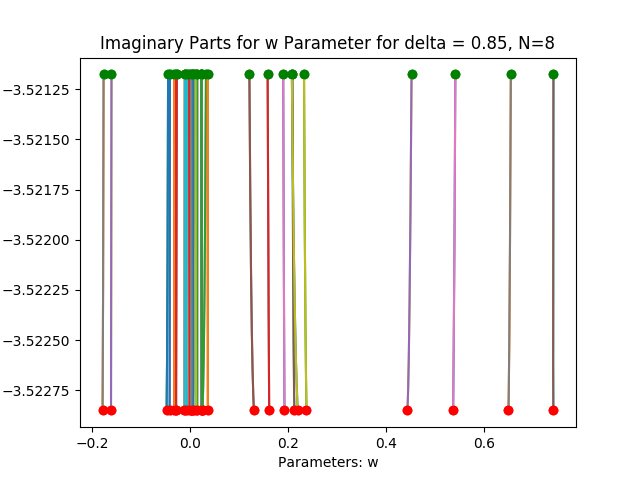 Imaginary Parts for w Parameter for delta = 0.85, N=8
−3.52125
−3.52150
−3.52175
−3.52200
−3.52225
−3.52250
−3.52275
−0.2 0.0 0.2 0.4 0.6
Parameters: w